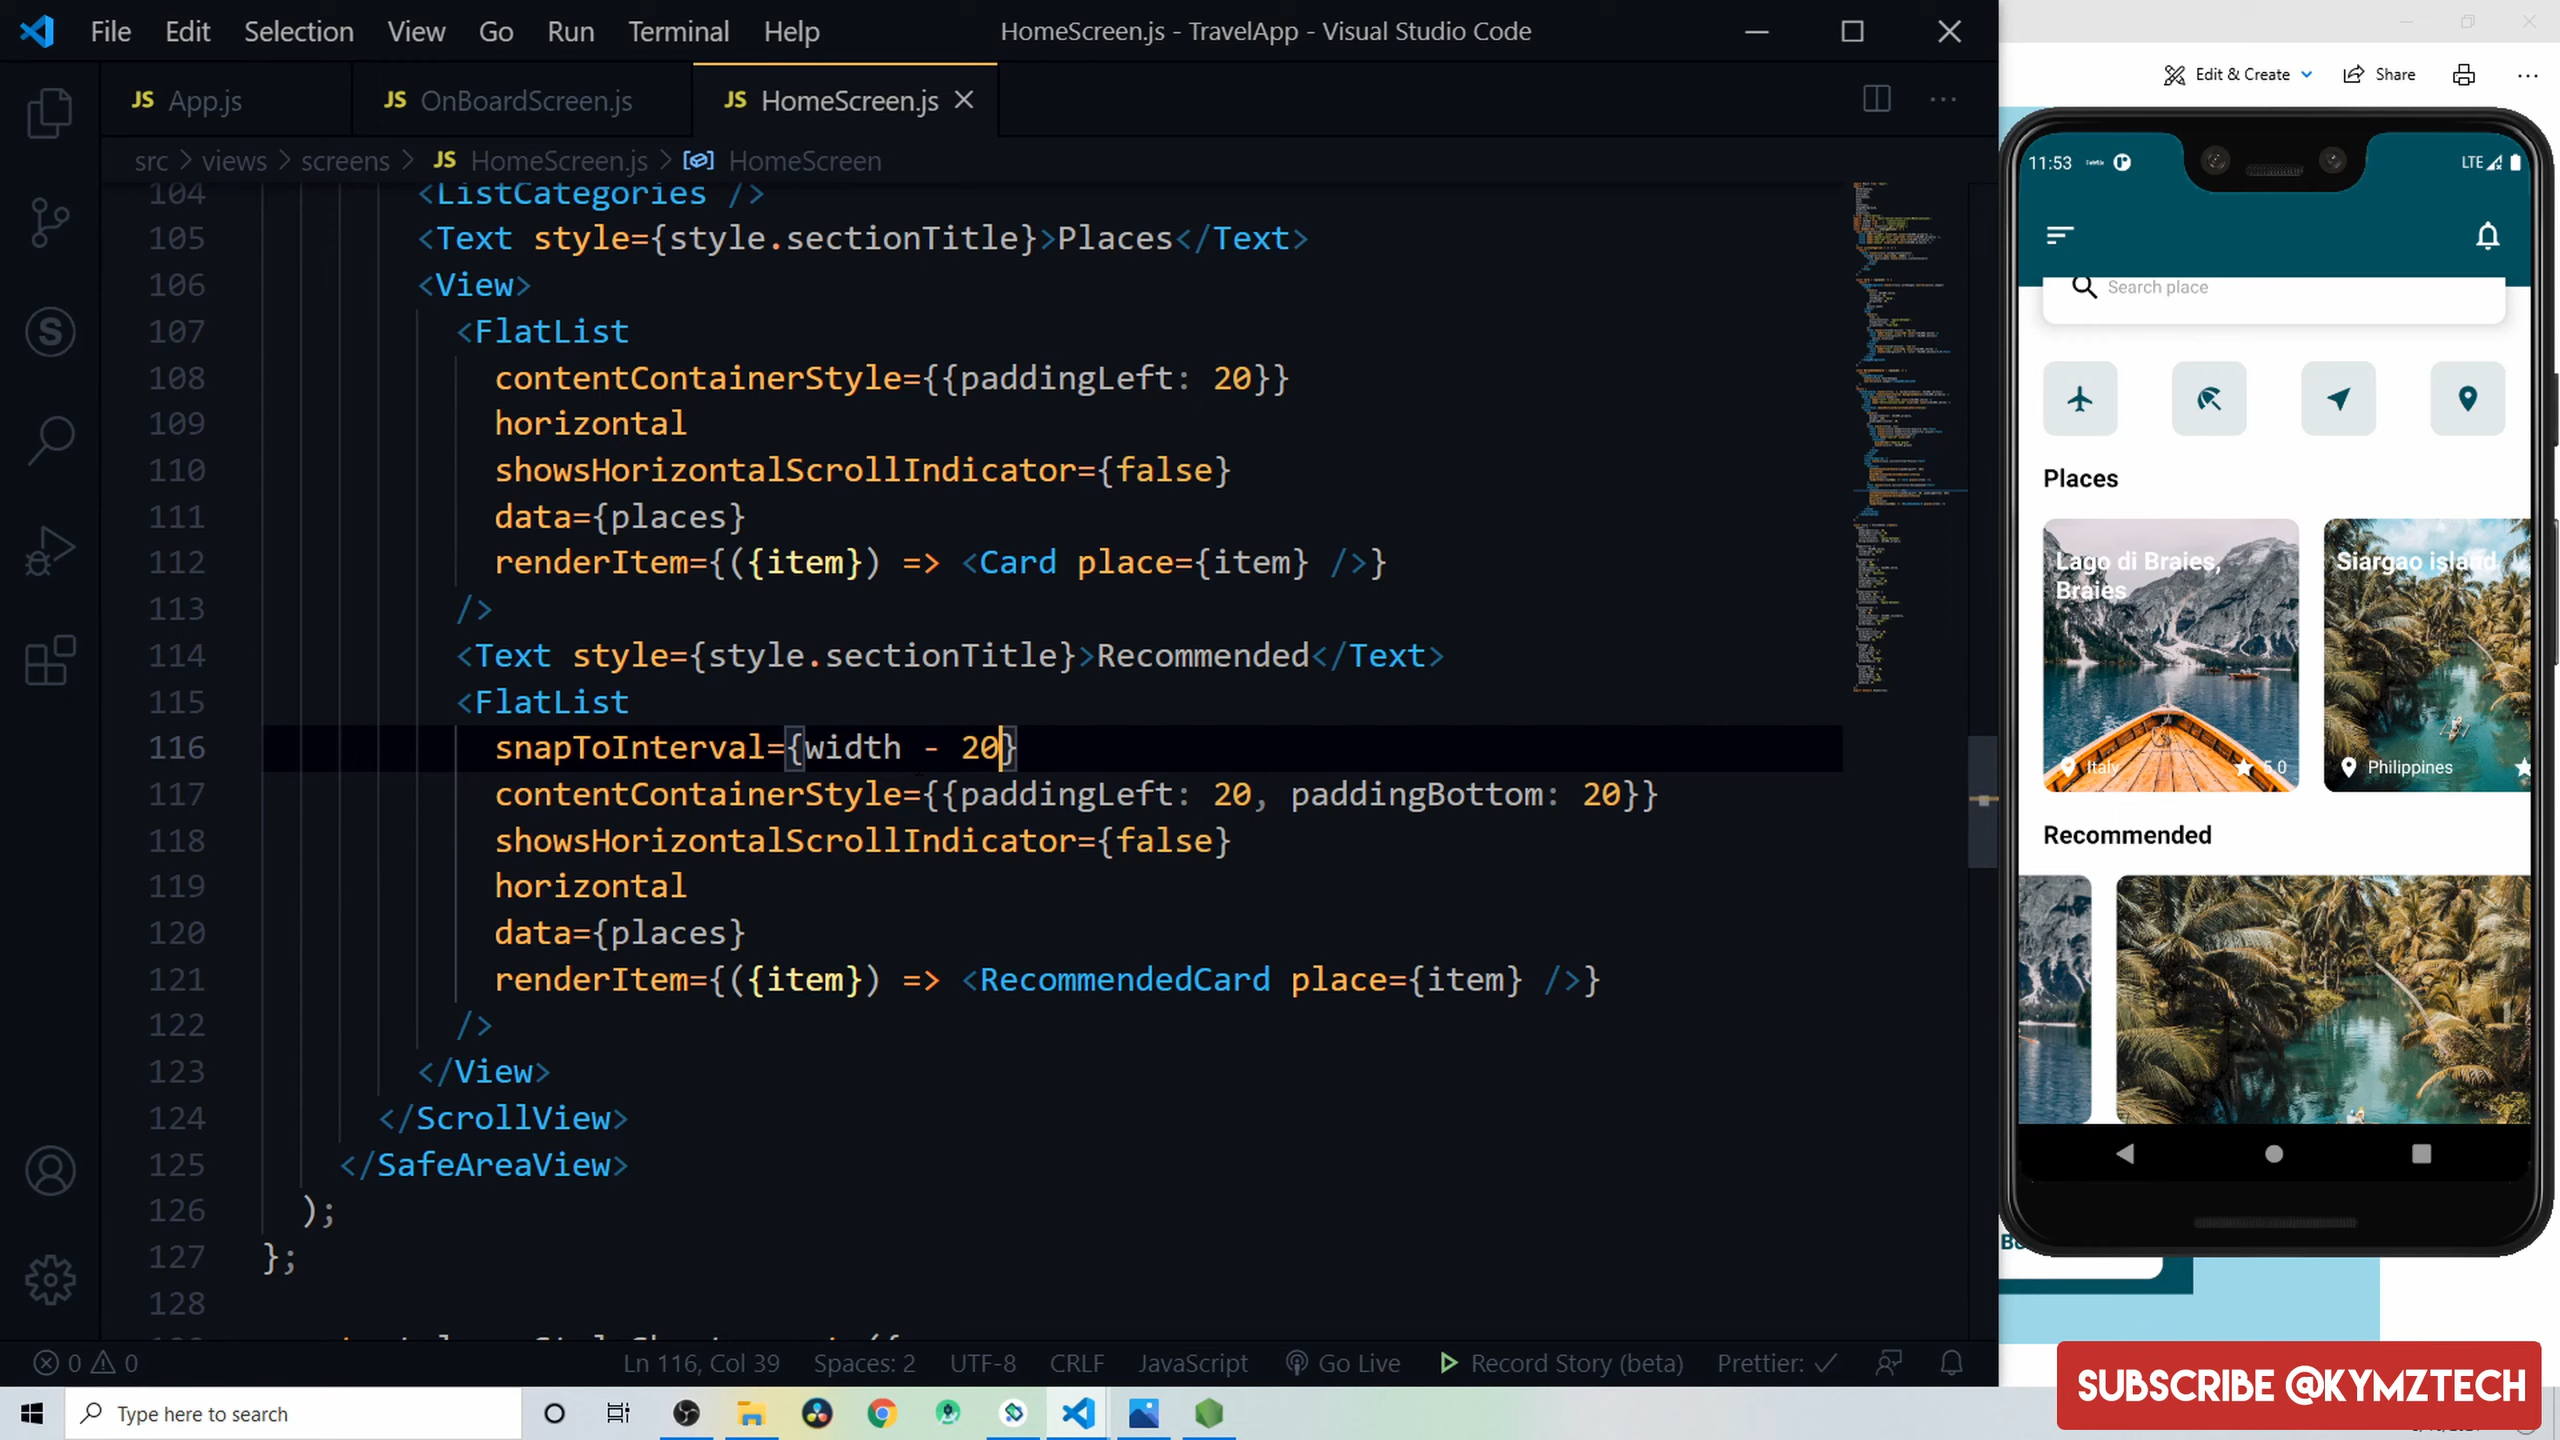 File Edit Selection View Go Run Terminal Help
HomeScreen.js - TravelApp - Visual Studio Code
JS App.js
JS OnBoardScreen.js
JS HomeScreen.js
src > views > screens > JS HomeScreen.js > HomeScreen
104 <ListCategories />
105 <Text style={style.sectionTitle}>Places</Text>
106 <View>
107 <FlatList
108 contentContainerStyle={{paddingLeft: 20}}
109 horizontal
110 showsHorizontalScrollIndicator={false}
111 data={places}
112 renderItem={({item}) => <Card place={item} />}
113 />
114 <Text style={style.sectionTitle}>Recommended</Text>
115 <FlatList
116 snapToInterval={width - 20}
117 contentContainerStyle={{paddingLeft: 20, paddingBottom: 20}}
118 showsHorizontalScrollIndicator={false}
119 horizontal
120 data={places}
121 renderItem={({item}) => <RecommendedCard place={item} />}
122 />
123 </View>
124 </ScrollView>
125 </SafeAreaView>
126 );
127 };
128
0 0
Ln 116, Col 39 Spaces: 2 UTF-8 CRLF JavaScript Go Live Record Story (beta) Prettier: ✓
Type here to search
Edit & Create Share
11:53 LTE
Search place
Places
Lago di Braies,
Braies
Italy 5.0
Siargao island
Philippines
Recommended
SUBSCRIBE @KYMZTECH